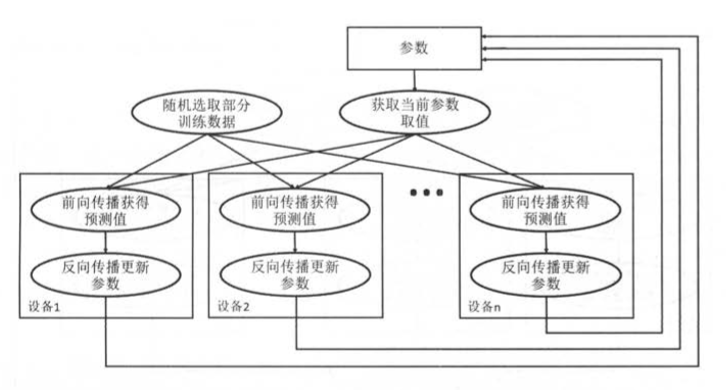 参数
随机选取部分
训练数据
获取当前参数
取值
前向传播获得
预测值
反向传播更新
参数
设备1
前向传播获得
预测值
反向传播更新
参数
设备2
前向传播获得
预测值
反向传播更新
参数
设备n